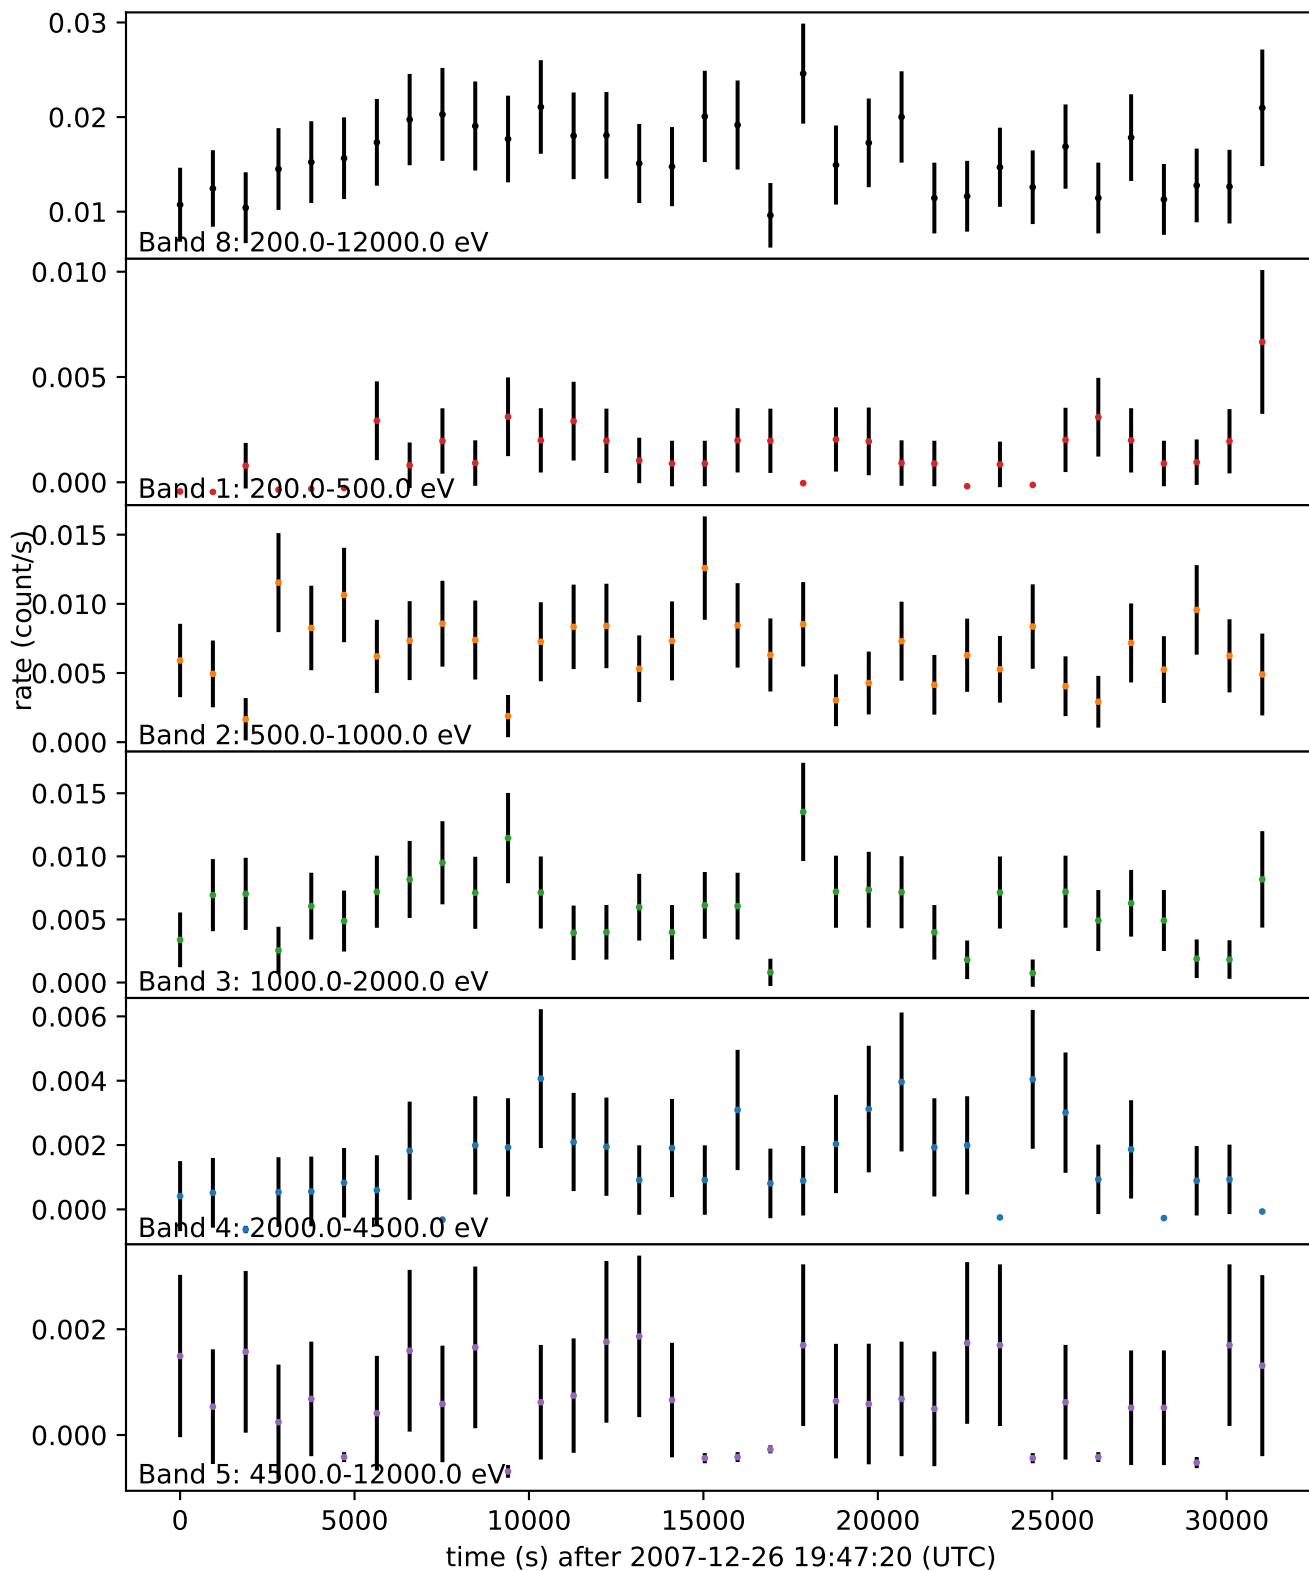 0.03
0.02
0.01
Band 8: 200.0-12000.0 eV
0.010
0.005
0.000
Band 1: 200.0-500.0 eV
rate (count/s)
0.015
0.010
0.005
0.000
Band 2: 500.0-1000.0 eV
0.015
0.010
0.005
0.000
Band 3: 1000.0-2000.0 eV
0.006
0.004
0.002
0.000
Band 4: 2000.0-4500.0 eV
0.002
0.000
Band 5: 4500.0-12000.0 eV
0 5000 10000 15000 20000 25000 30000
time (s) after 2007-12-26 19:47:20 (UTC)